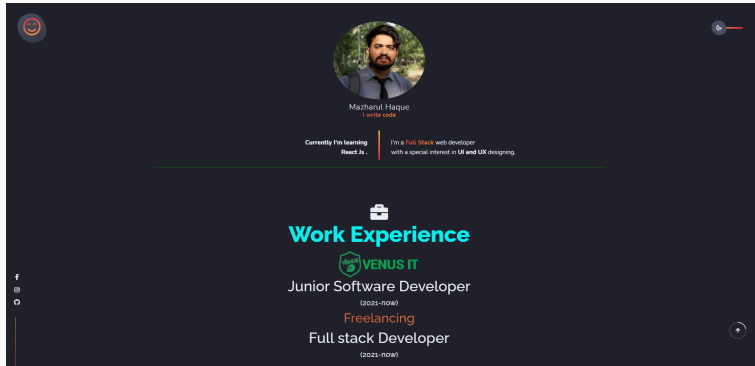 Mazharul Haque
I write code
Currently I'm learning
React Js .
I'm a Full Stack web developer
with a special interest in UI and UX designing.
Work Experience
VENUS IT
Junior Software Developer
(2021-now)
Freelancing
Full stack Developer
(2021-now)